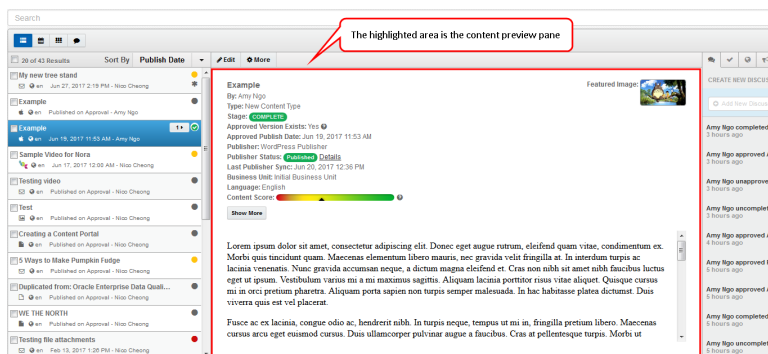 Search
The highlighted area is the content preview pane
20 of 43 Results
Sort By Publish Date
Edit More
My new tree stand
en Jun 27, 2017 2:19 PM - Nico Cheong
Example
en Published on Approval - Amy Ngo
Example
en Jun 19, 2017 11:53 AM - Amy Ngo
1
Sample Video for Nora
en Jun 17, 2017 12:00 AM - Nico Cheong
Testing video
en Published on Approval - Nico Cheong
Test
en Published on Approval - Nico Cheong
Creating a Content Portal
en Published on Approval - Nico Cheong
5 Ways to Make Pumpkin Fudge
en Published on Approval - Nico Cheong
Duplicated from: Oracle Enterprise Data Quali...
en Published on Approval - Nico Cheong
WE THE NORTH
en Published on Approval - Nico Cheong
Testing file attachments
en Feb 13, 2017 1:26 PM - Nico Cheong
Example
Featured Image:
By: Amy Ngo
Type: New Content Type
Stage: COMPLETE
Approved Version Exists: Yes
Approved Publish Date: Jun 19, 2017 11:53 AM
Publisher: WordPress Publisher
Publisher Status: Published Details
Last Publisher Sync: Jun 20, 2017 12:36 PM
Business Unit: Initial Business Unit
Language: English
Content Score:
Show More
Lorem ipsum dolor sit amet, consectetur adipiscing elit. Donec eget augue rutrum, eleifend quam vitae, condimentum ex.
Morbi quis tincidunt quam. Maecenas elementum libero mauris, nec gravida velit fringilla at. In interdum turpis ac
lacinia venenatis. Nunc gravida accumsan neque, a dictum magna eleifend et. Cras non nibh sit amet nibh faucibus luctus
eget ut ipsum. Vestibulum varius mi a mi maximus sagittis. Aliquam lacinia porttitor risus vitae aliquet. Quisque cursus
mi in orci pretium pharetra. Aliquam porta sapien non turpis semper malesuada. In hac habitasse platea dictumst. Duis
viverra quis est vel placerat.
Fusce ac ex lacinia, congue odio ac, hendrerit nibh. In turpis neque, tempus ut mi in, fringilla pretium libero. Maecenas
cursus arcu eget euismod cursus. Duis ullamcorper pulvinar augue a faucibus. Cras at pellentesque turpis. Morbi ut
CREATE NEW DISCUS
Add New Discus
Amy Ngo completed
3 hours ago
Amy Ngo approved
3 hours ago
Amy Ngo unapprove
3 hours ago
Amy Ngo uncomplet
3 hours ago
Amy Ngo approved
4 hours ago
Amy Ngo approved
5 hours ago
Amy Ngo approved
5 hours ago
Amy Ngo completed
5 hours ago
Amy Ngo uncomplet